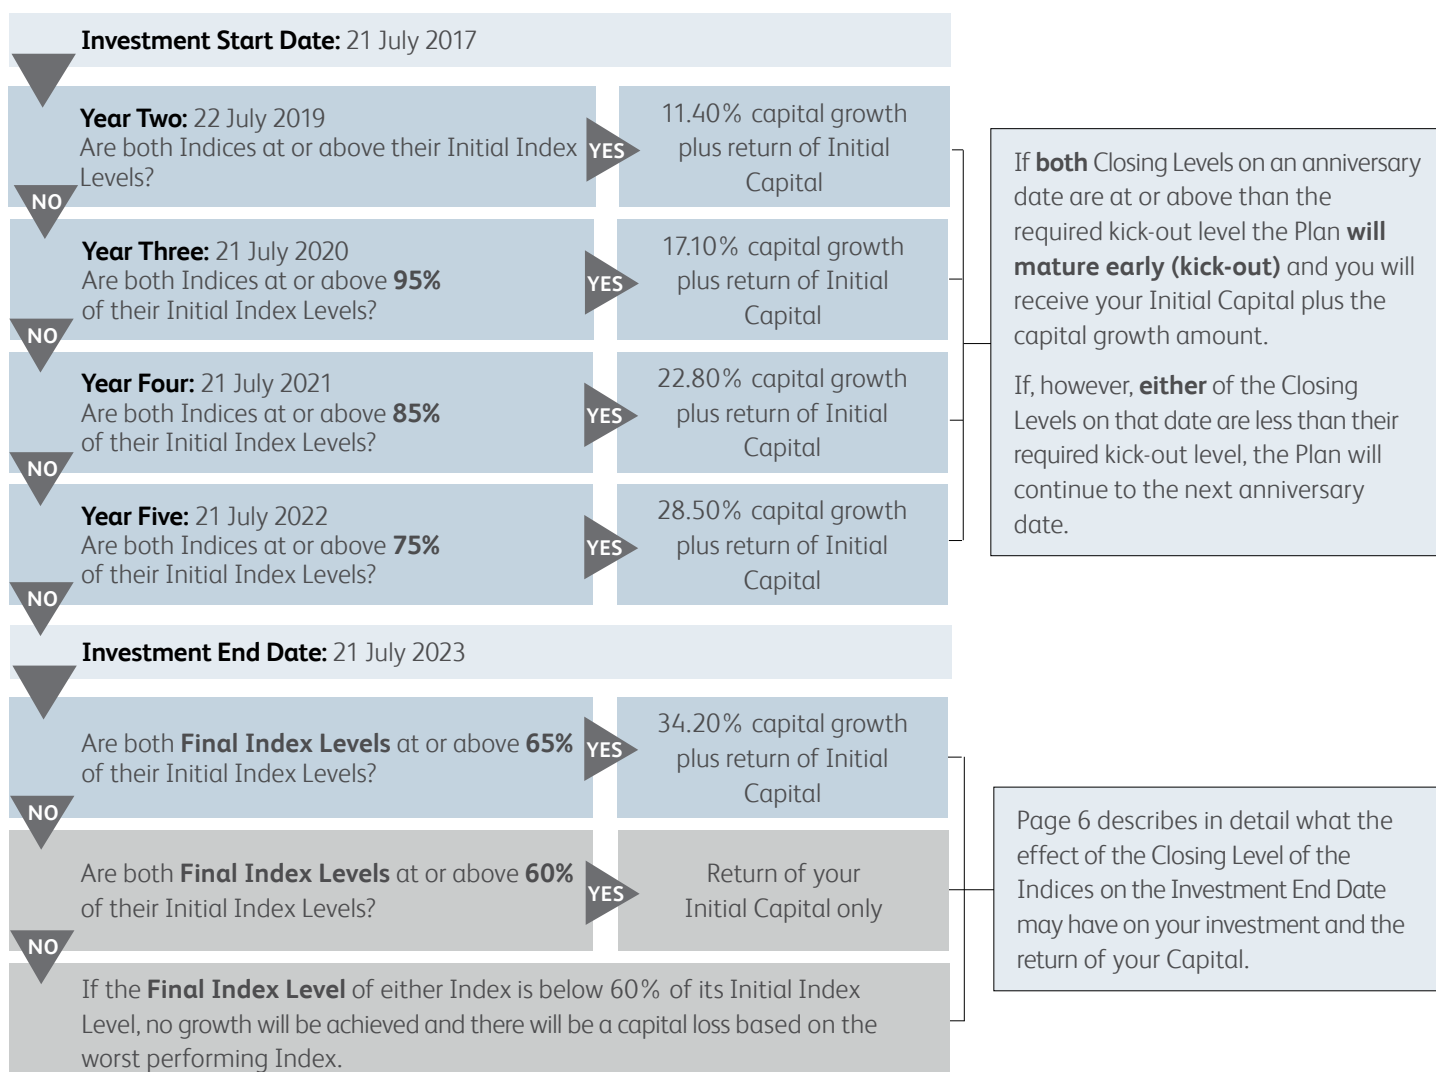 Investment Start Date: 21 July 2017
Year Two: 22 July 2019
Are both Indices at or above their Initial Index
Levels?
YES
11.40% capital growth
plus return of Initial
Capital
NO
Year Three: 21 July 2020
Are both Indices at or above 95%
of their Initial Index Levels?
YES
17.10% capital growth
plus return of Initial
Capital
NO
Year Four: 21 July 2021
Are both Indices at or above 85%
of their Initial Index Levels?
YES
22.80% capital growth
plus return of Initial
Capital
NO
Year Five: 21 July 2022
Are both Indices at or above 75%
of their Initial Index Levels?
YES
28.50% capital growth
plus return of Initial
Capital
NO
If both Closing Levels on an anniversary
date are at or above than the
required kick-out level the Plan will
mature early (kick-out) and you will
receive your Initial Capital plus the
capital growth amount.
If, however, either of the Closing
Levels on that date are less than their
required kick-out level, the Plan will
continue to the next anniversary
date.
Investment End Date: 21 July 2023
Are both Final Index Levels at or above 65%
of their Initial Index Levels?
YES
34.20% capital growth
plus return of Initial
Capital
NO
Are both Final Index Levels at or above 60%
of their Initial Index Levels?
YES
Return of your
Initial Capital only
NO
If the Final Index Level of either Index is below 60% of its Initial Index
Level, no growth will be achieved and there will be a capital loss based on the
worst performing Index.
Page 6 describes in detail what the
effect of the Closing Level of the
Indices on the Investment End Date
may have on your investment and the
return of your Capital.